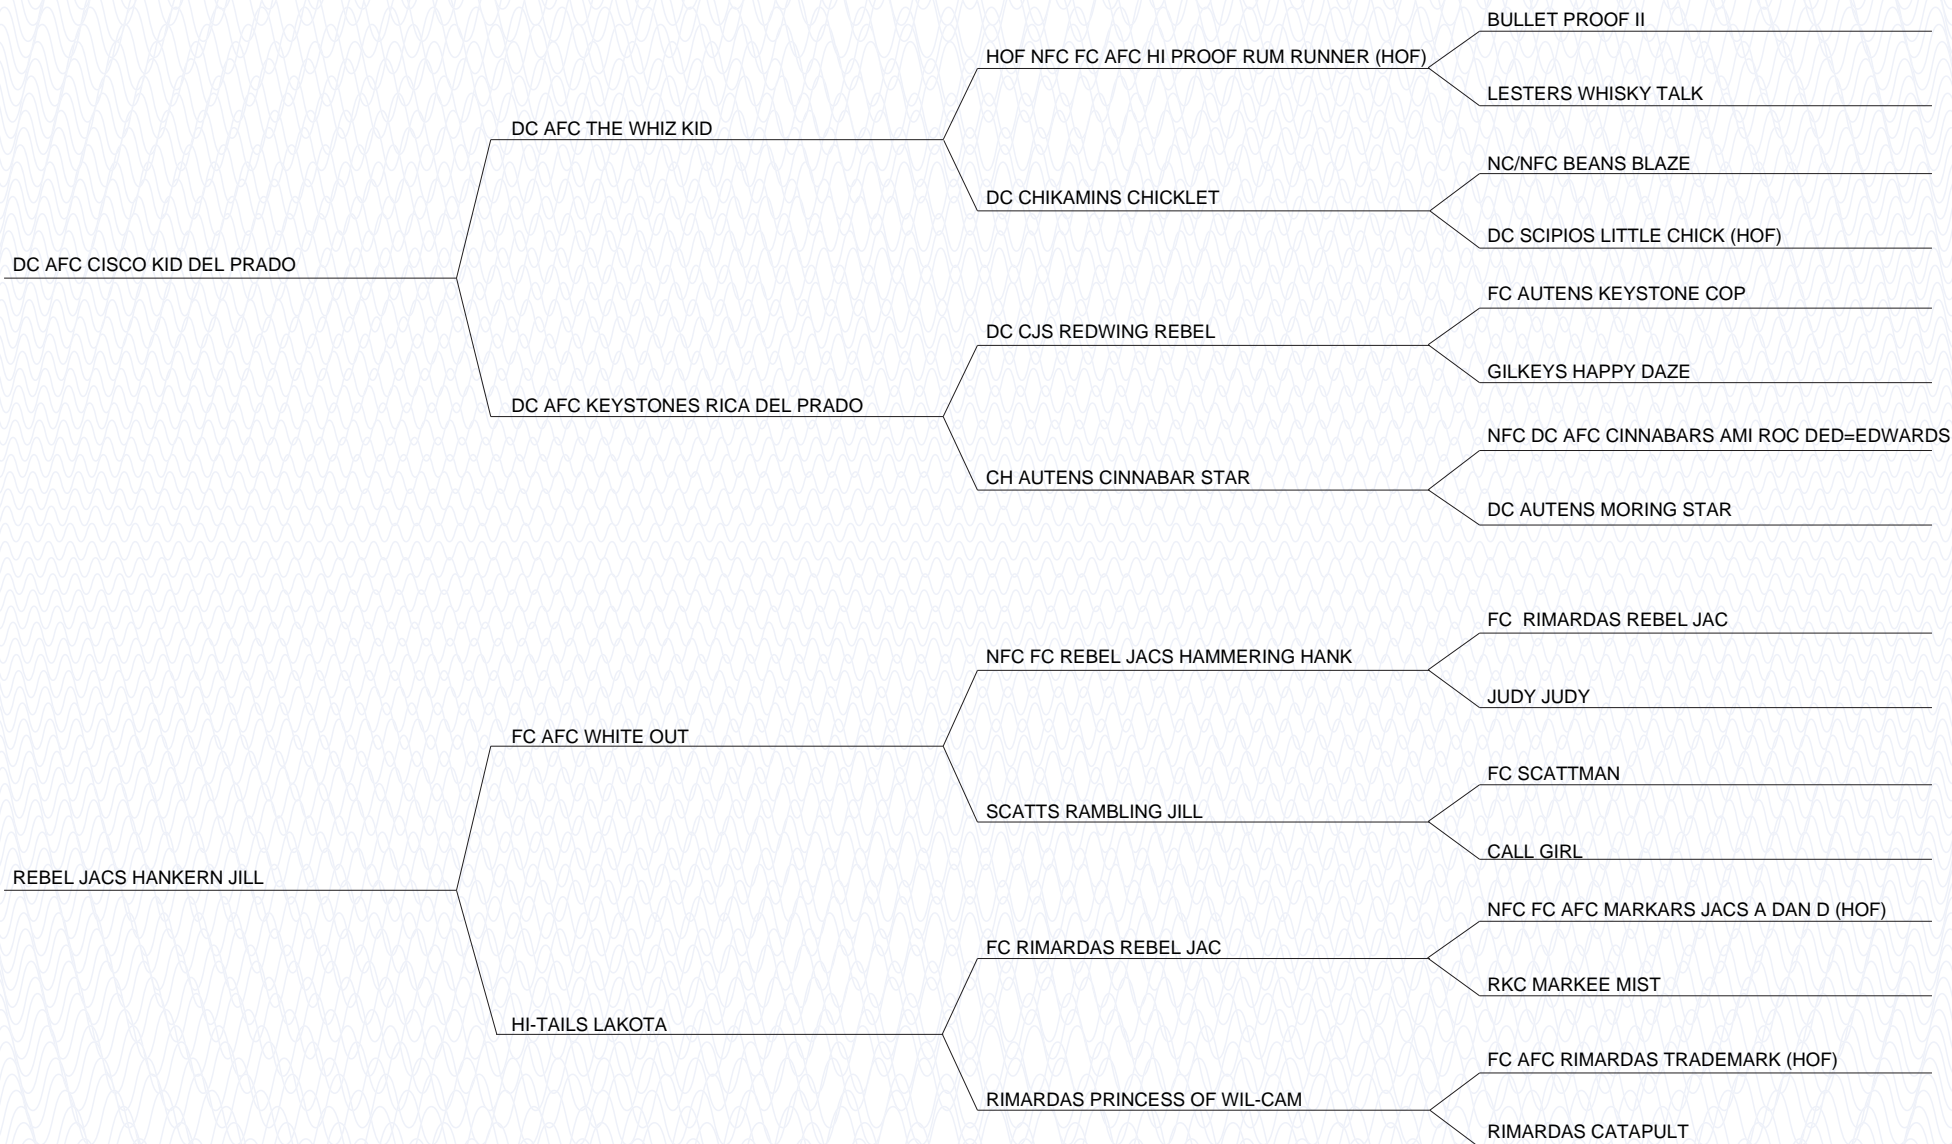 BULLET PROOF II
HOF NFC FC AFC HI PROOF RUM RUNNER (HOF)
LESTERS WHISKY TALK
DC AFC THE WHIZ KID
NC/NFC BEANS BLAZE
DC CHIKAMINS CHICKLET
DC SCIPIOS LITTLE CHICK (HOF)
DC AFC CISCO KID DEL PRADO
FC AUTENS KEYSTONE COP
DC CJS REDWING REBEL
GILKEYS HAPPY DAZE
DC AFC KEYSTONES RICA DEL PRADO
NFC DC AFC CINNABARS AMI ROC DED=EDWARDS
CH AUTENS CINNABAR STAR
DC AUTENS MORING STAR
FC  RIMARDAS REBEL JAC
NFC FC REBEL JACS HAMMERING HANK
JUDY JUDY
FC AFC WHITE OUT
FC SCATTMAN
SCATTS RAMBLING JILL
CALL GIRL
REBEL JACS HANKERN JILL
NFC FC AFC MARKARS JACS A DAN D (HOF)
FC RIMARDAS REBEL JAC
RKC MARKEE MIST
HI-TAILS LAKOTA
FC AFC RIMARDAS TRADEMARK (HOF)
RIMARDAS PRINCESS OF WIL-CAM
RIMARDAS CATAPULT